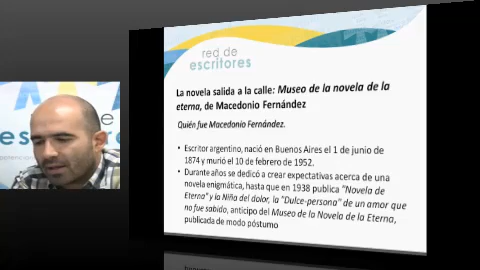 red de
escritores
La novela salida a la calle: Museo de la novela de la
eterna, de Macedonio Fernández
Quién fue Macedonio Fernández.
• Escritor argentino, nació en Buenos Aires el 1 de junio de
1874 y murió el 10 de febrero de 1952.
• Durante años se dedicó a crear expectativas acerca de una
novela enigmática, hasta que en 1938 publica "Novela de
Eterna" y la Niña del dolor, la "Dulce-persona" de un amor que
no fue sabido, anticipo del Museo de la Novela de la Eterna,
publicada de modo póstumo